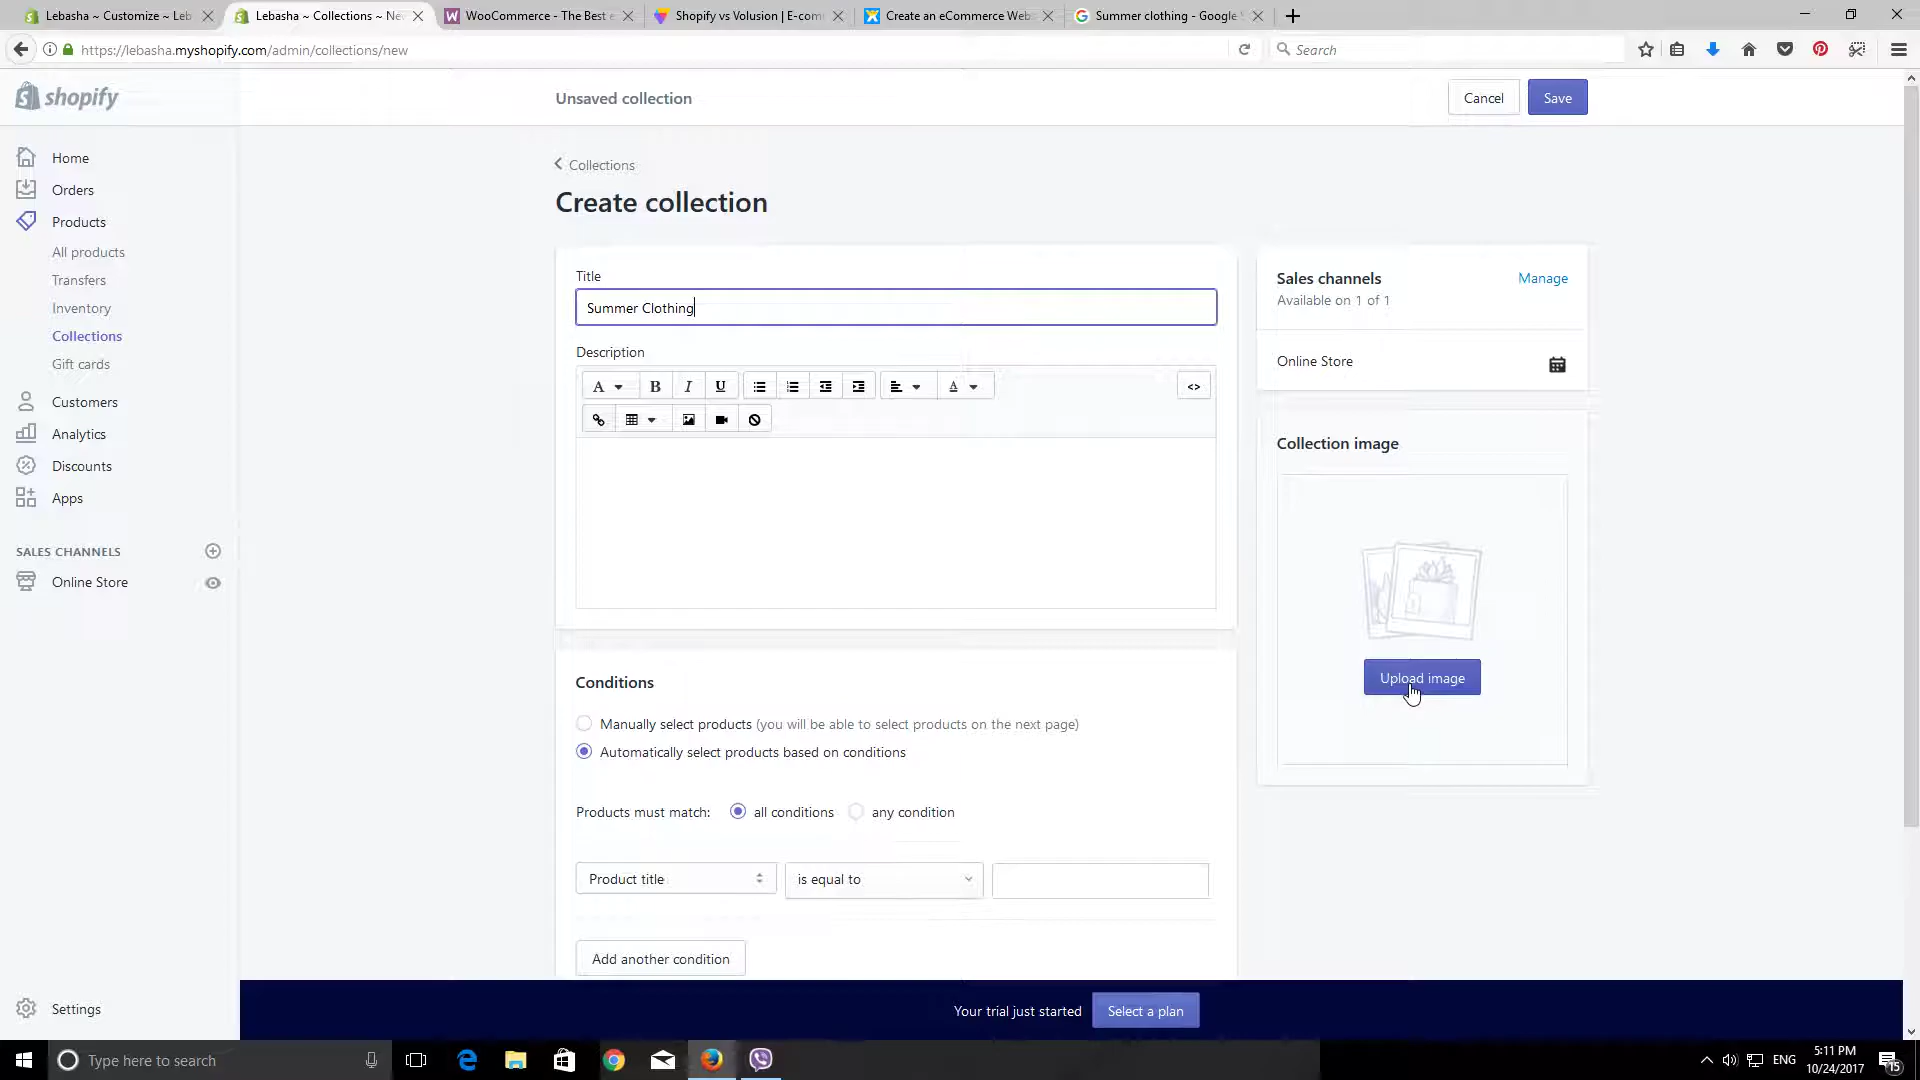 Lebasha ~ Customize ~ Leb
Lebasha ~ Collections ~ Ne
WooCommerce - The Best e
Shopify vs Volusion | E-com
Create an eCommerce Web
Summer clothing - Google
https://lebasha.myshopify.com/admin/collections/new
Search
shopify
Unsaved collection
Cancel
Save
Home
Orders
Products
All products
Transfers
Inventory
Collections
Gift cards
Customers
Analytics
Discounts
Apps
SALES CHANNELS
Online Store
Settings
Collections
Create collection
Title
Summer Clothing
Description
A
B
I
U
A
<>
Conditions
Manually select products (you will be able to select products on the next page)
Automatically select products based on conditions
Products must match: all conditions any condition
Product title is equal to
Add another condition
Sales channels
Manage
Available on 1 of 1
Online Store
Collection image
Upload image
Your trial just started
Select a plan
Type here to search
ENG
5:11 PM
10/24/2017
15